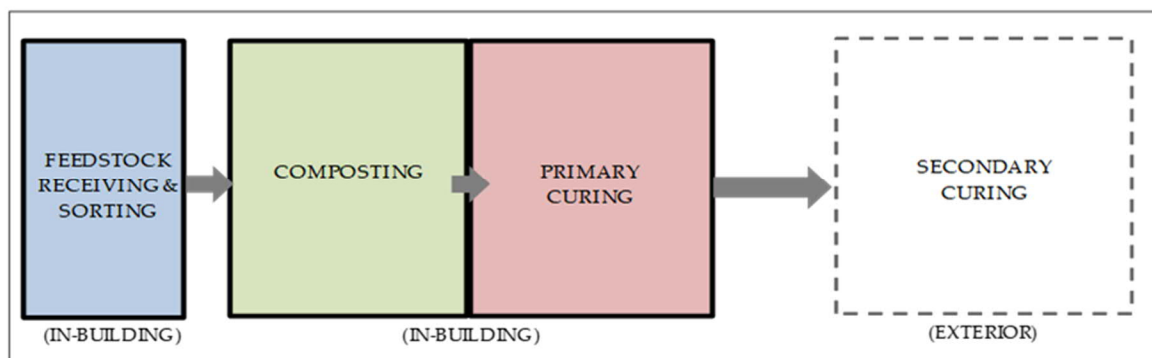 FEEDSTOCK
RECEIVING &
SORTING
COMPOSTING
PRIMARY
CURING
SECONDARY
CURING
(IN-BUILDING)
(IN-BUILDING)
(EXTERIOR)